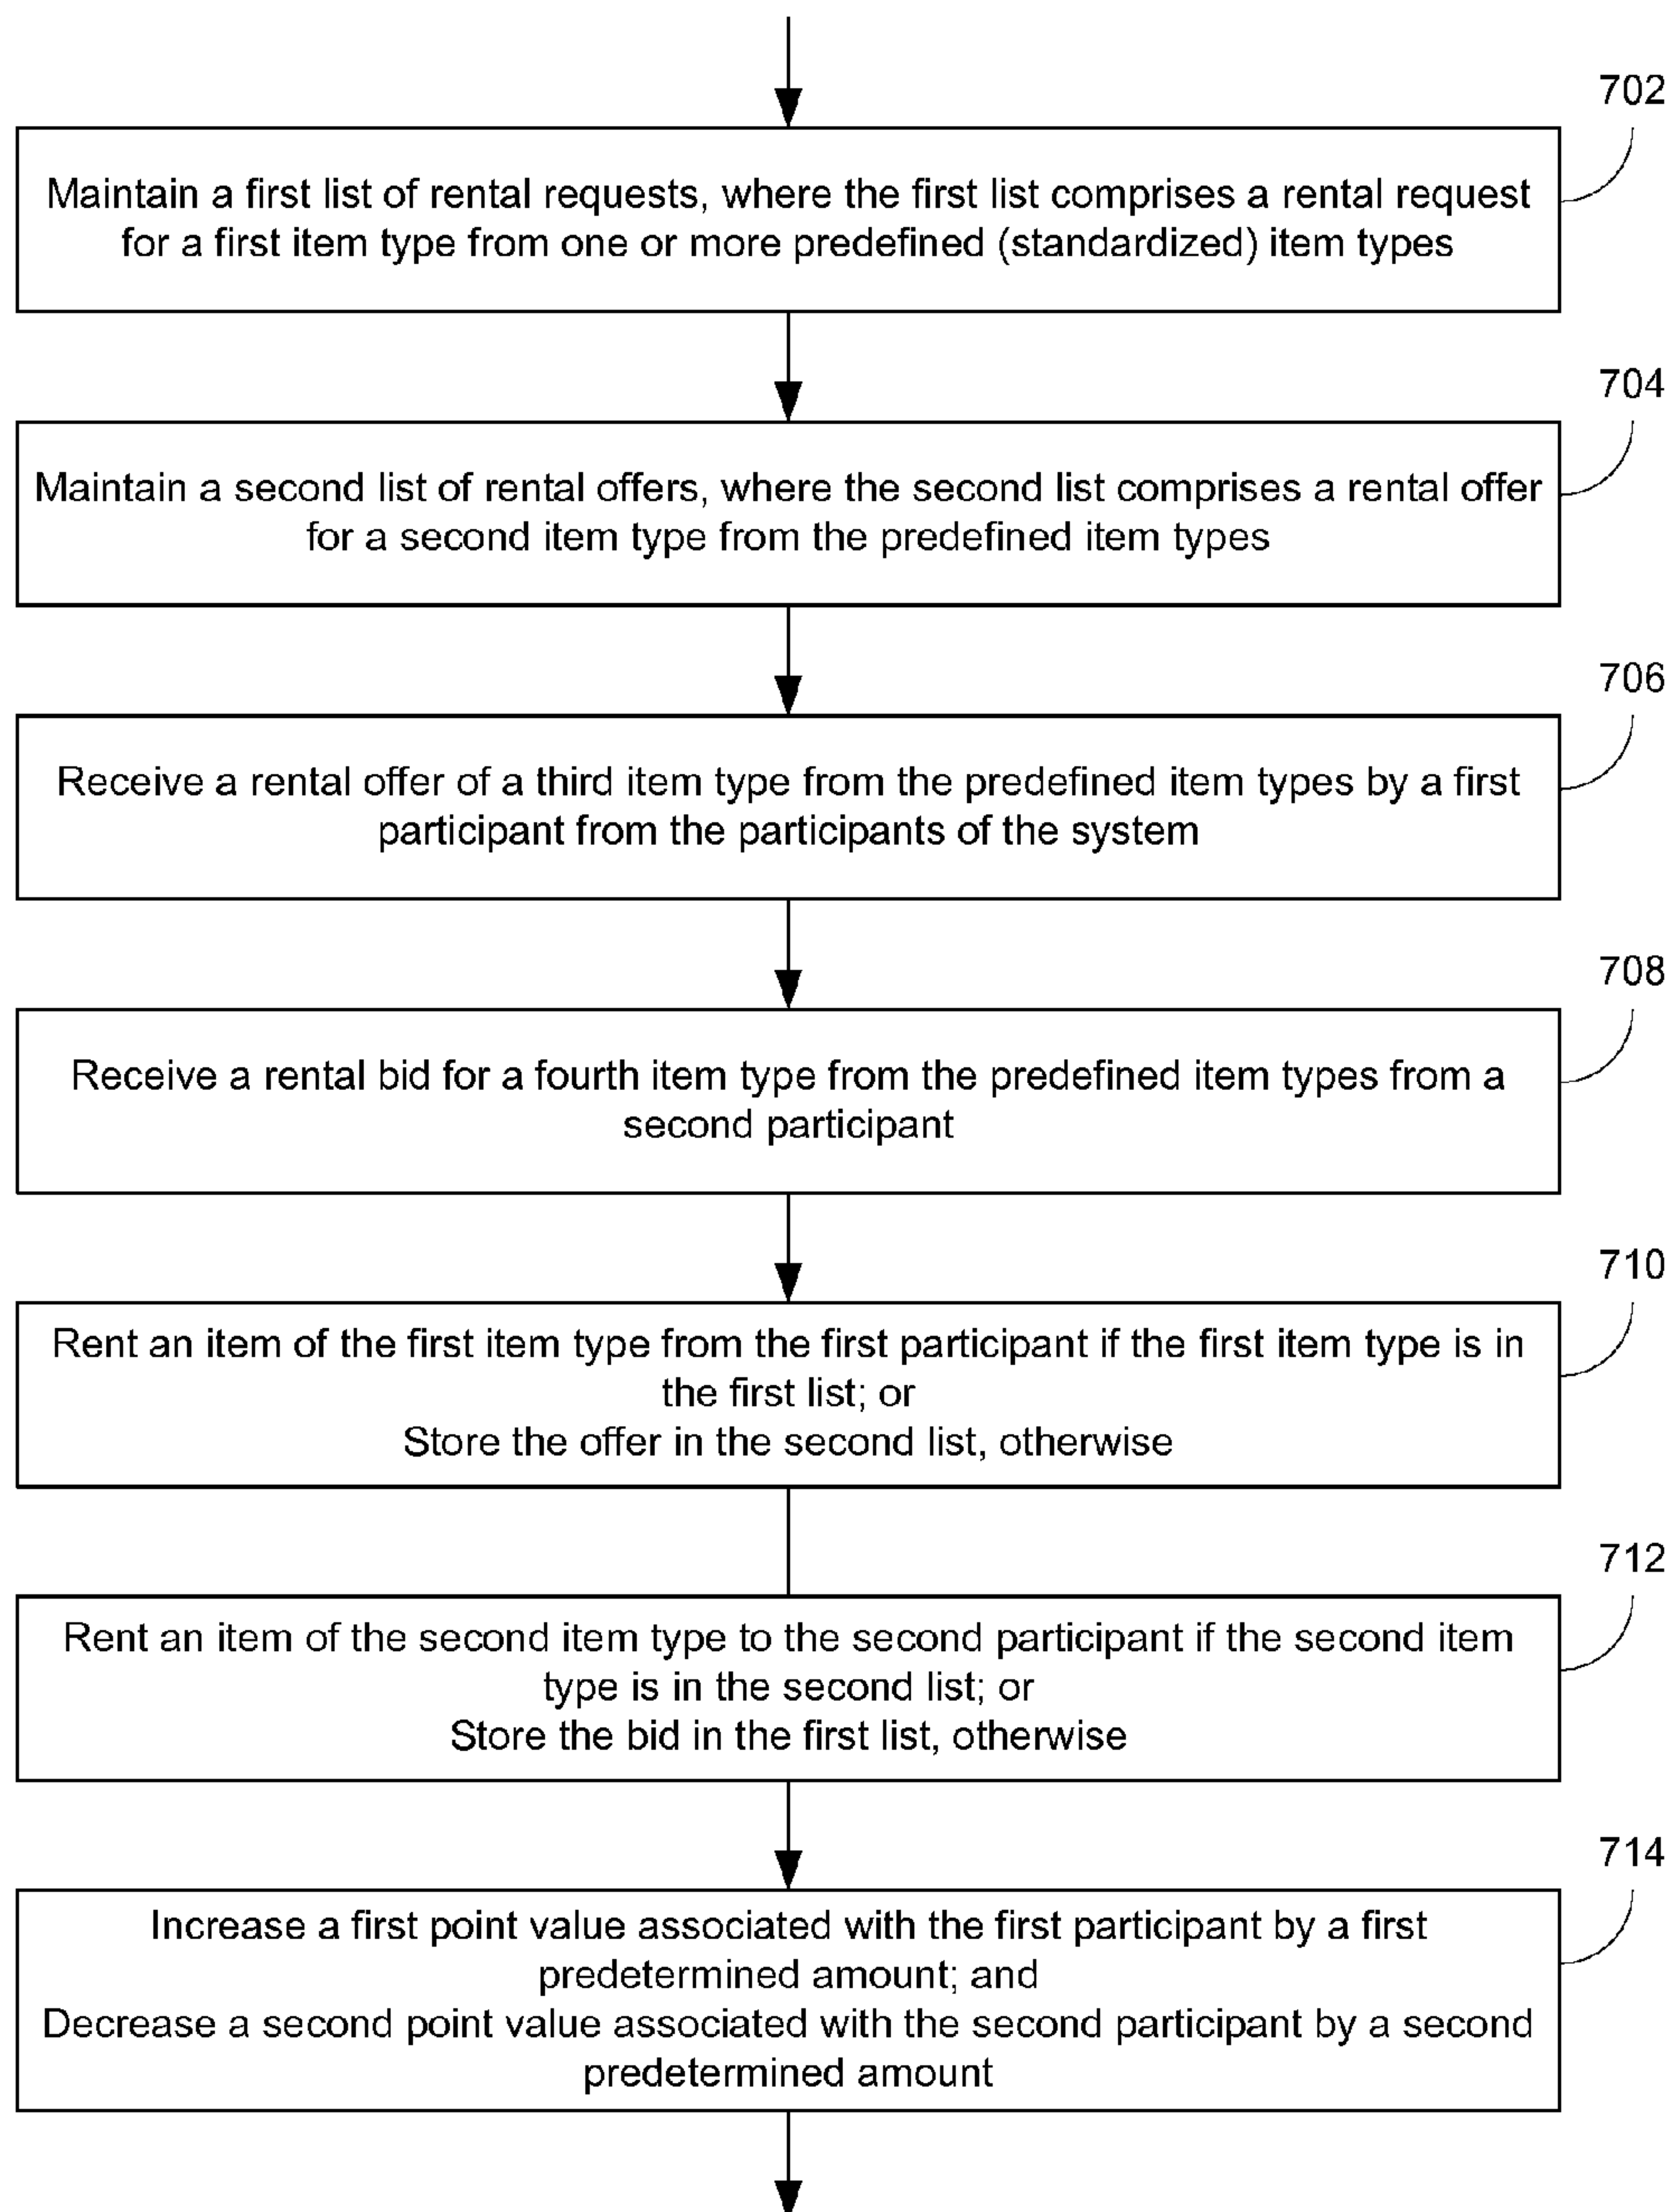 702
Maintain a first list of rental requests, where the first list comprises a rental request
for a first item type from one or more predefined (standardized) item types
704
Maintain a second list of rental offers, where the second list comprises a rental offer
for a second item type from the predefined item types
706
Receive a rental offer of a third item type from the predefined item types by a first
participant from the participants of the system
708
Receive a rental bid for a fourth item type from the predefined item types from a
second participant
710
Rent an item of the first item type from the first participant if the first item type is in
the first list; or
Store the offer in the second list, otherwise
712
Rent an item of the second item type to the second participant if the second item
type is in the second list; or
Store the bid in the first list, otherwise
714
Increase a first point value associated with the first participant by a first
predetermined amount; and
Decrease a second point value associated with the second participant by a second
predetermined amount